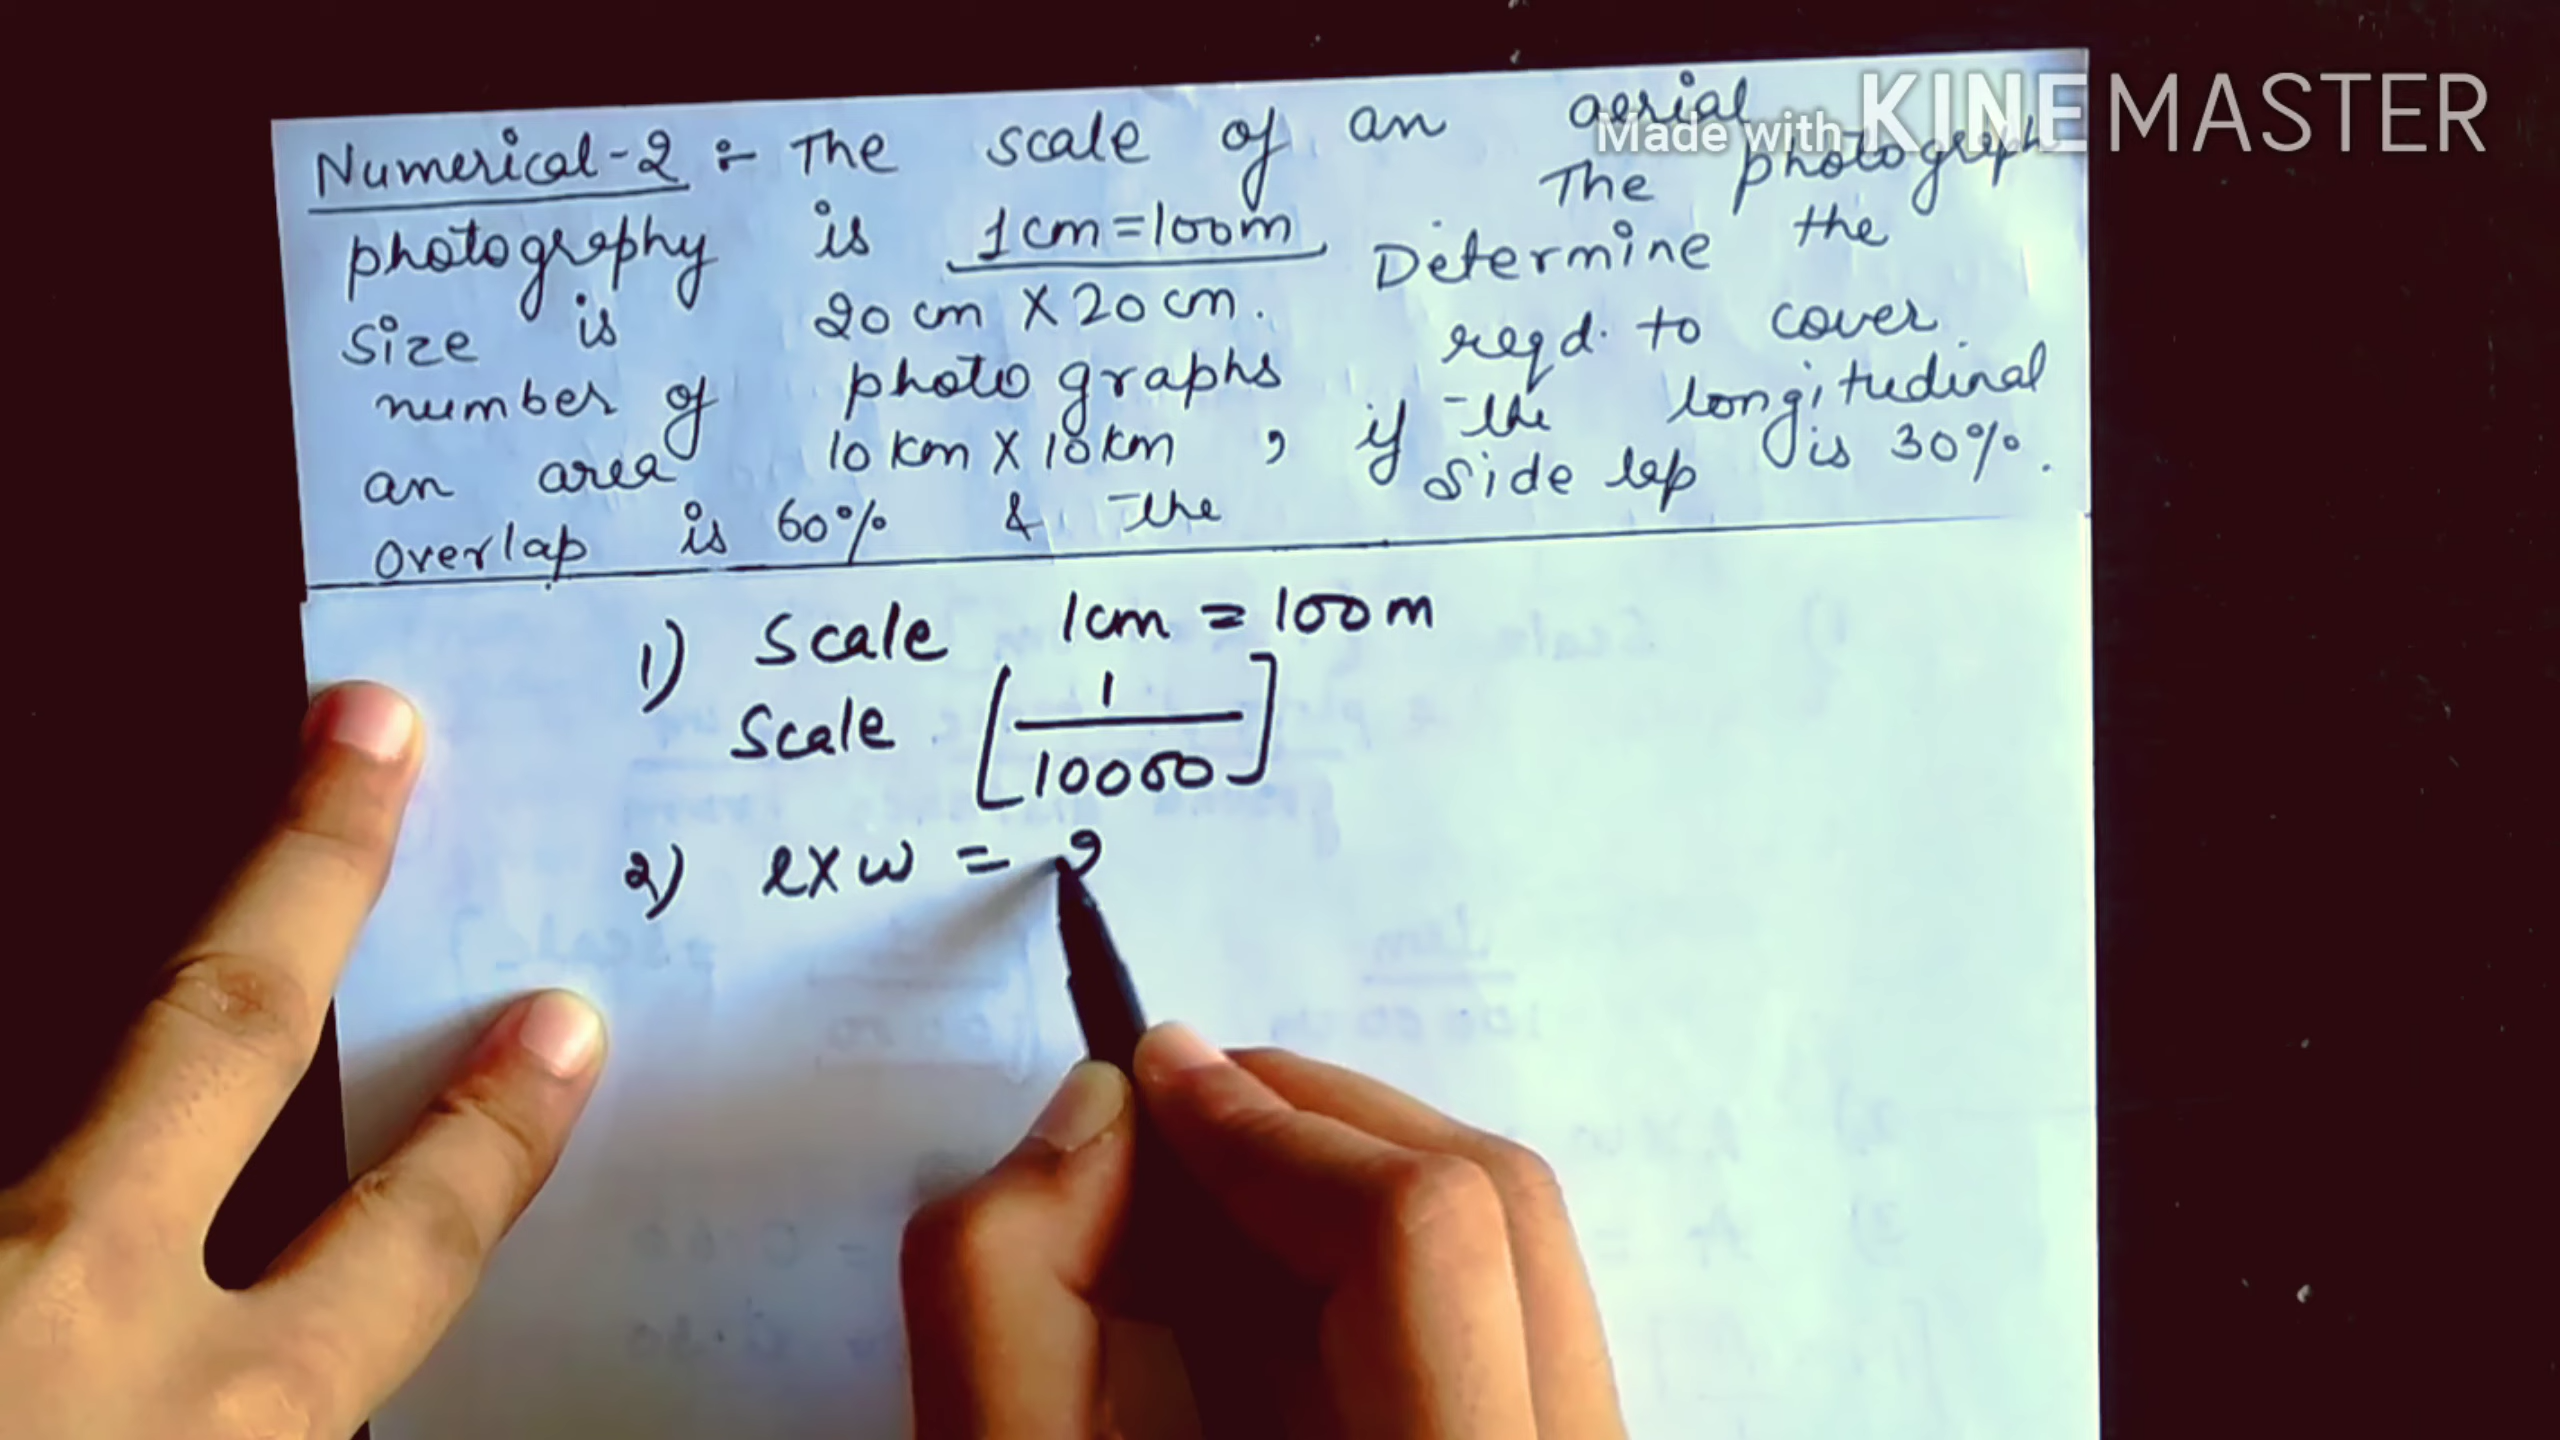 Made with KINEMASTER
Numerical-2 :- The scale of an aerial
photography is 1cm=100m. The photograph
size is 20 cm X 20 cm. Determine the
number of photographs reqd. to cover
an area 10 km X 10 km , if the longitudinal
overlap is 60% & the side lap is 30%.
1) Scale 1cm = 100m
Scale [1/10000]
2) l x w =